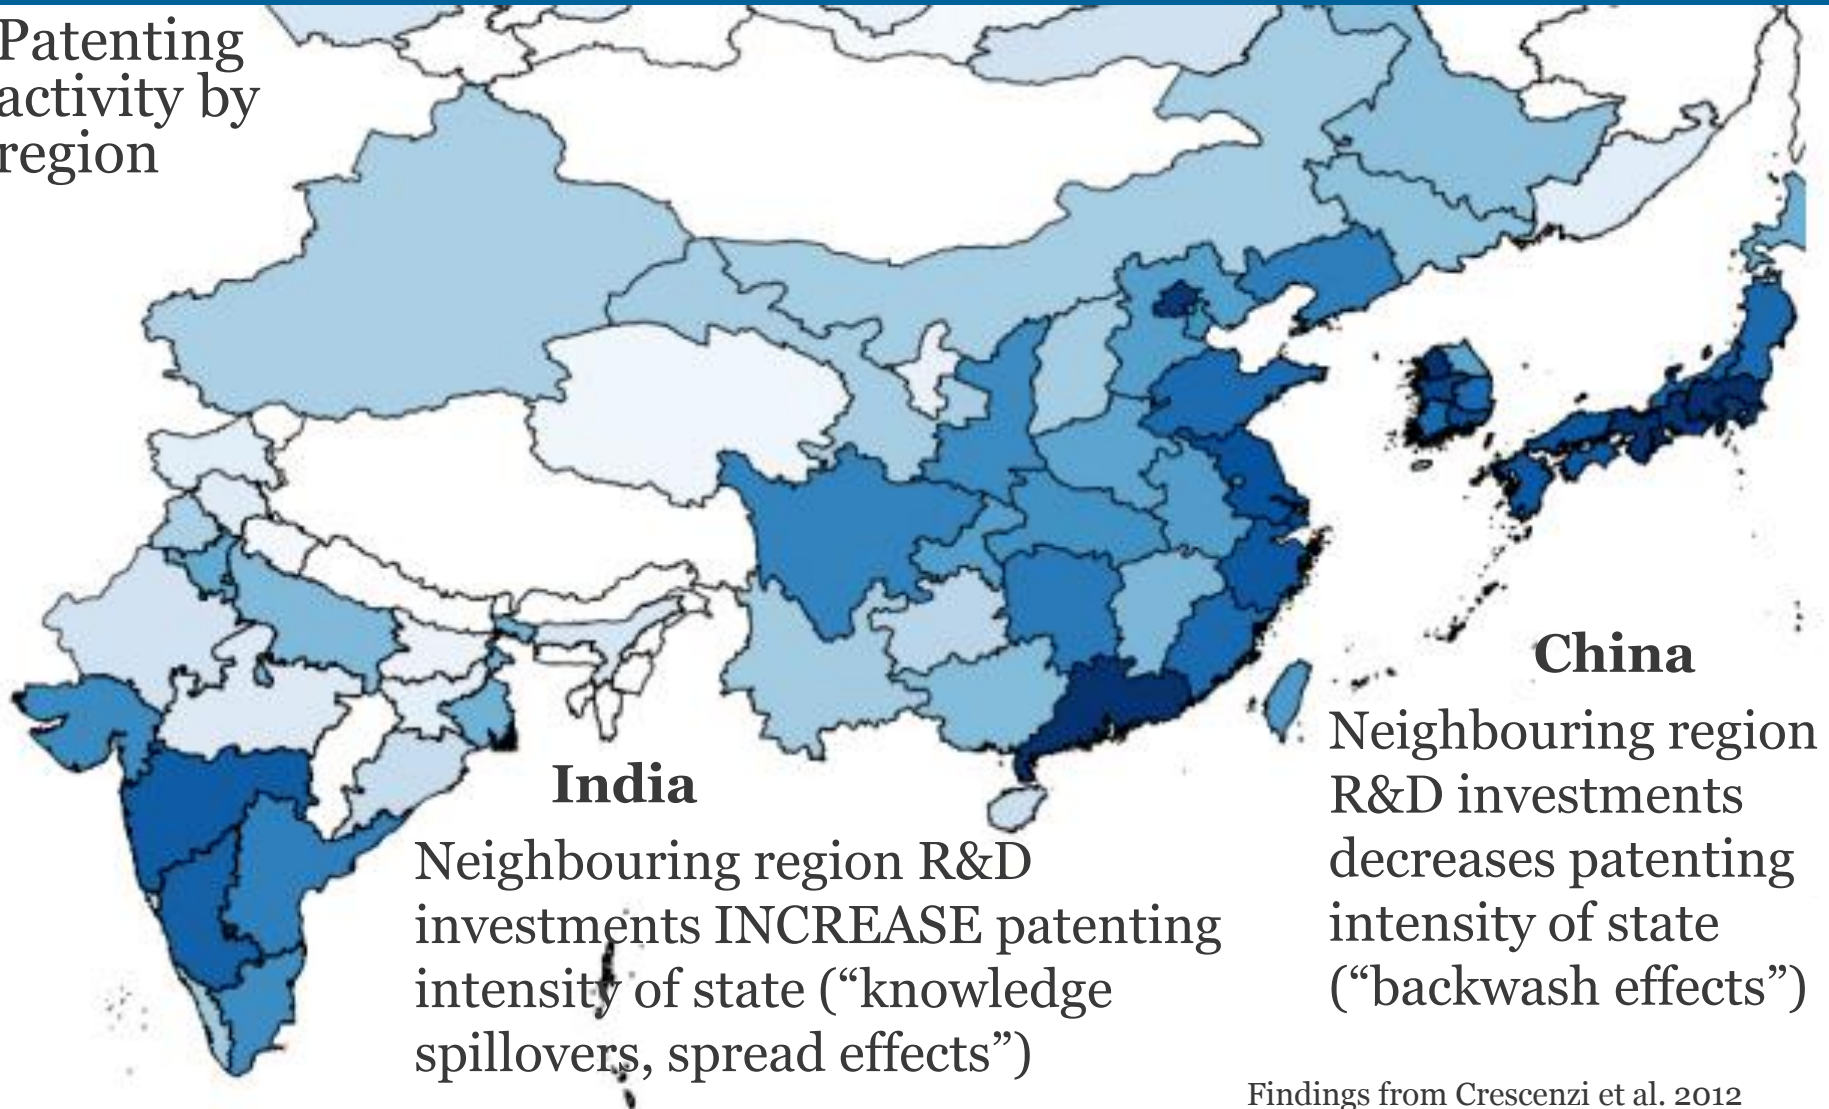 Patenting
activity by
region
India
Neighbouring region R&D
investments INCREASE patenting
intensity of state (“knowledge
spillovers, spread effects”)
China
Neighbouring region
R&D investments
decreases patenting
intensity of state
(“backwash effects”)
Findings from Crescenzi et al. 2012